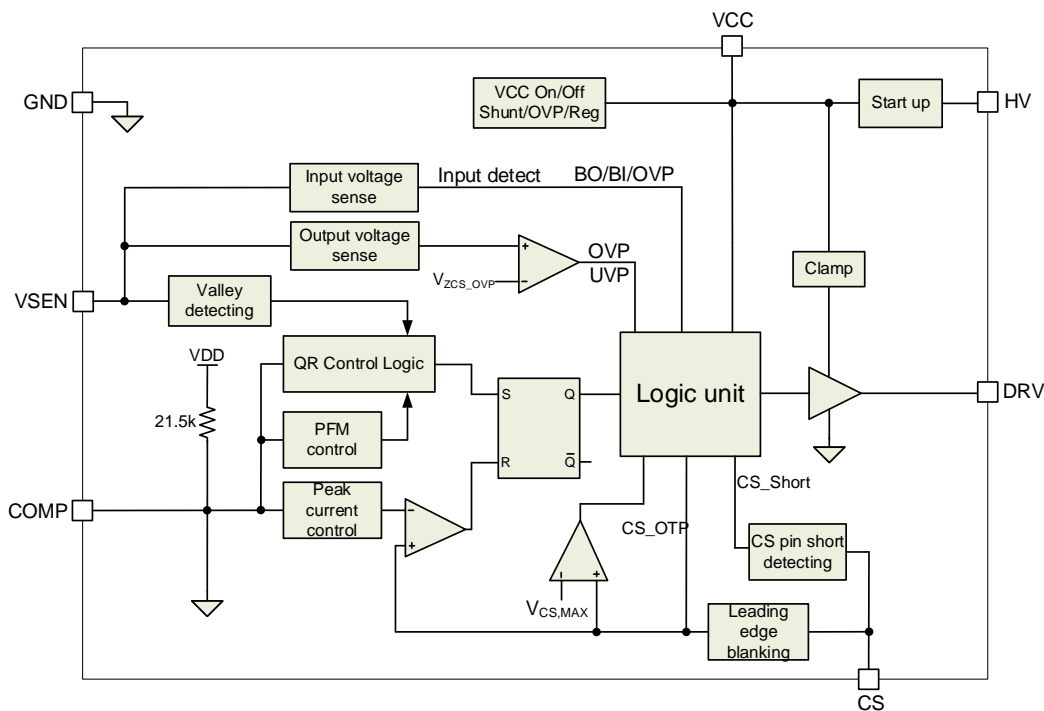 VCC
GND
VCC On/Off
Shunt/OVP/Reg
Start up
HV
Input voltage
sense
Input detect
BO/BI/OVP
Output voltage
sense
+
−
VZCS_OVP
OVP
UVP
Clamp
VSEN
Valley
detecting
VDD
21.5k
QR Control Logic
S
Q
R
Q̅
Logic unit
DRV
PFM
control
COMP
Peak
current
control
−
+
CS_Short
CS_OTP
CS pin short
detecting
−
+
VCS,MAX
Leading
edge
blanking
CS